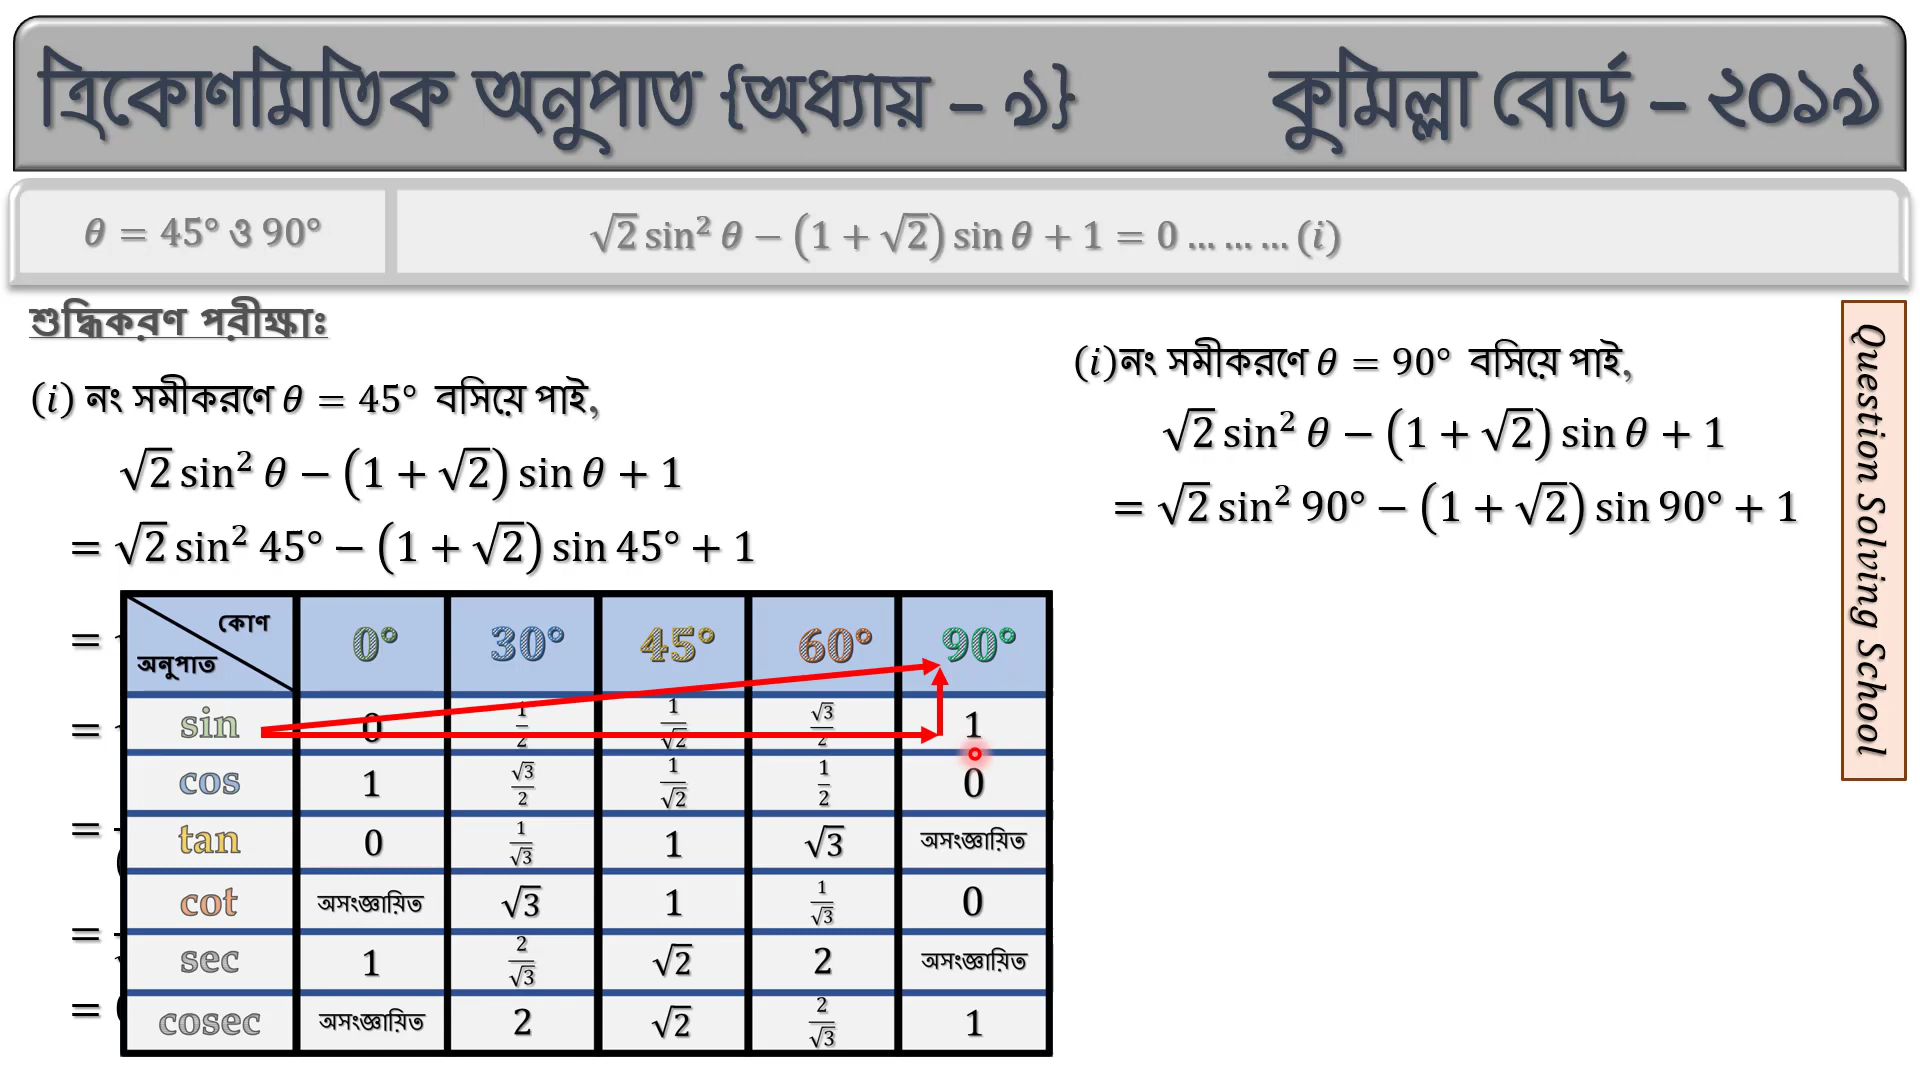 ত্রিকোণমিতিক অনুপাত {অধ্যায় – ৯} কুমিল্লা বোর্ড – ২০১৯
θ = 45° ও 90°
√2 sin² θ − (1 + √2) sin θ + 1 = 0 … … … (i)
শুদ্ধিকরণ পরীক্ষাঃ
(i) নং সমীকরণে θ = 45° বসিয়ে পাই,
√2 sin² θ − (1 + √2) sin θ + 1
= √2 sin² 45° − (1 + √2) sin 45° + 1
=
=
=
=
=
কোণ অনুপাত 0° 30° 45° 60° 90°
sin 0 1/2 1/√2 √3/2 1
cos 1 √3/2 1/√2 1/2 0
tan 0 1/√3 1 √3 অসংজ্ঞায়িত
cot অসংজ্ঞায়িত √3 1 1/√3 0
sec 1 2/√3 √2 2 অসংজ্ঞায়িত
cosec অসংজ্ঞায়িত 2 √2 2/√3 1
(i)নং সমীকরণে θ = 90° বসিয়ে পাই,
√2 sin² θ − (1 + √2) sin θ + 1
= √2 sin² 90° − (1 + √2) sin 90° + 1
Question Solving School